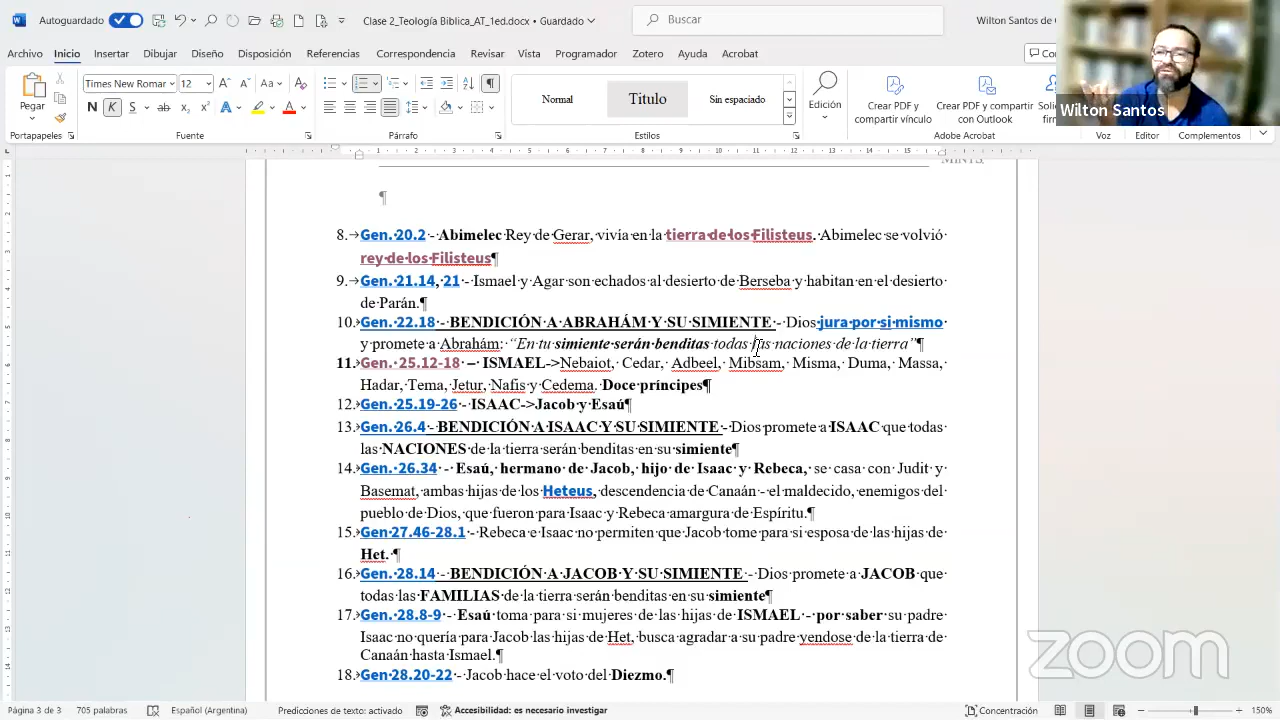 Autoguardado
Clase 2_Teología Bíblica_AT_1ed.docx • Guardado
Buscar
Wilton Santos de
Archivo Inicio Insertar Dibujar Diseño Disposición Referencias Correspondencia Revisar Vista Programador Zotero Ayuda Acrobat
Times New Roman 12
Pegar
Normal
Titulo
Sin espaciado
Edición
Crear PDF y compartir vínculo
Crear PDF y compartir con Outlook
Wilton Santos
Portapapeles Fuente Párrafo Estilos Adobe Acrobat Voz Editor Complementos
MINTS
8. Gen. 20.2 - Abimelec Rey de Gerar, vivía en la tierra de los Filisteus. Abimelec se volvió
rey de los Filisteus¶
9. Gen. 21.14, 21 - Ismael y Agar son echados al desierto de Berseba y habitan en el desierto
de Parán.¶
10. Gen. 22.18 - BENDICIÓN A ABRAHÁM Y SU SIMIENTE - Dios jura por si mismo
y promete a Abrahám: “En tu simiente serán benditas todas las naciones de la tierra”¶
11. Gen. 25.12-18 – ISMAEL->Nebaiot, Cedar, Adbeel, Mibsam, Misma, Duma, Massa,
Hadar, Tema, Jetur, Nafis y Cedema. Doce príncipes¶
12. Gen. 25.19-26 - ISAAC->Jacob y Esaú¶
13. Gen. 26.4 - BENDICIÓN A ISAAC Y SU SIMIENTE - Dios promete a ISAAC que todas
las NACIONES de la tierra serán benditas en su simiente¶
14. Gen. 26.34 - Esaú, hermano de Jacob, hijo de Isaac y Rebeca, se casa con Judit y
Basemat, ambas hijas de los Heteus, descendencia de Canaán - el maldecido, enemigos del
pueblo de Dios, que fueron para Isaac y Rebeca amargura de Espíritu.¶
15. Gen 27.46-28.1 - Rebeca e Isaac no permiten que Jacob tome para si esposa de las hijas de
Het. ¶
16. Gen. 28.14 - BENDICIÓN A JACOB Y SU SIMIENTE - Dios promete a JACOB que
todas las FAMILIAS de la tierra serán benditas en su simiente¶
17. Gen. 28.8-9 - Esaú toma para si mujeres de las hijas de ISMAEL - por saber su padre
Isaac no quería para Jacob las hijas de Het, busca agradar a su padre yendose de la tierra de
Canaán hasta Ismael.¶
18. Gen 28.20-22 - Jacob hace el voto del Diezmo.¶
zoom
Página 3 de 3 705 palabras Español (Argentina) Predicciones de texto: activado Accesibilidad: es necesario investigar Concentración 150%